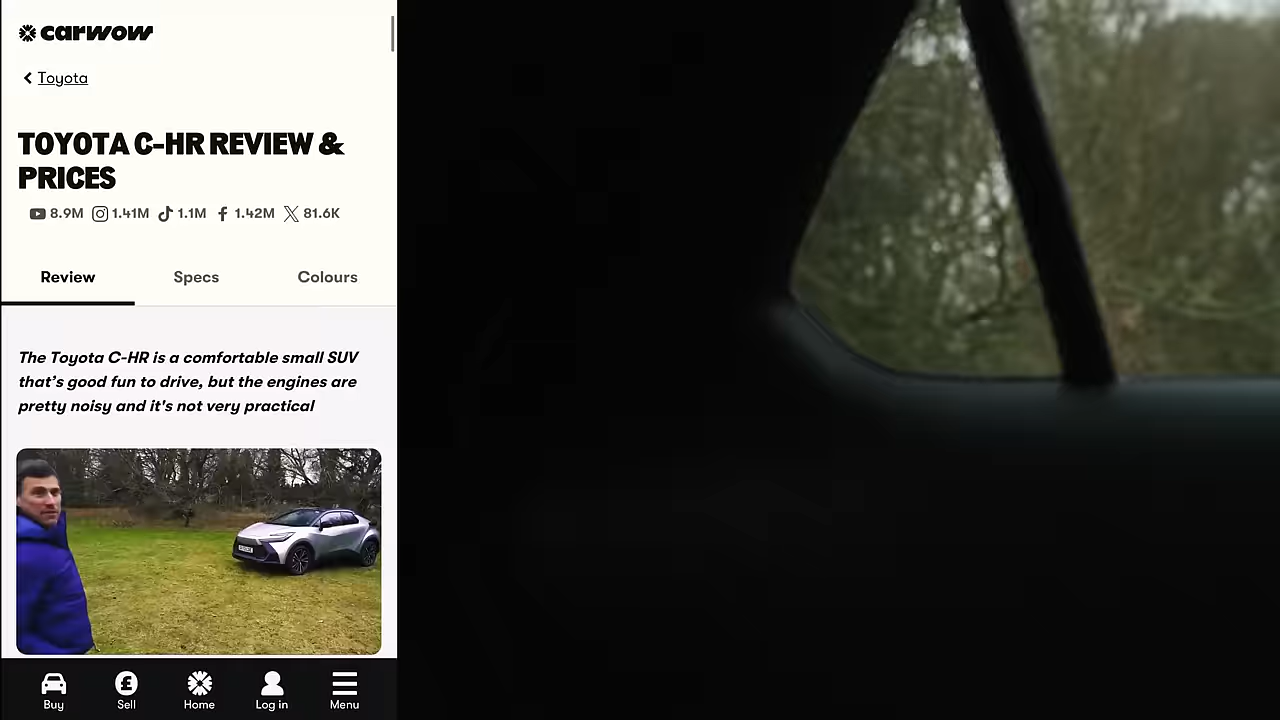 carwow
Toyota
TOYOTA C-HR REVIEW &
PRICES
8.9M 1.41M 1.1M 1.42M 81.6K
Review Specs Colours
The Toyota C-HR is a comfortable small SUV
that’s good fun to drive, but the engines are
pretty noisy and it's not very practical
Buy Sell Home Log in Menu